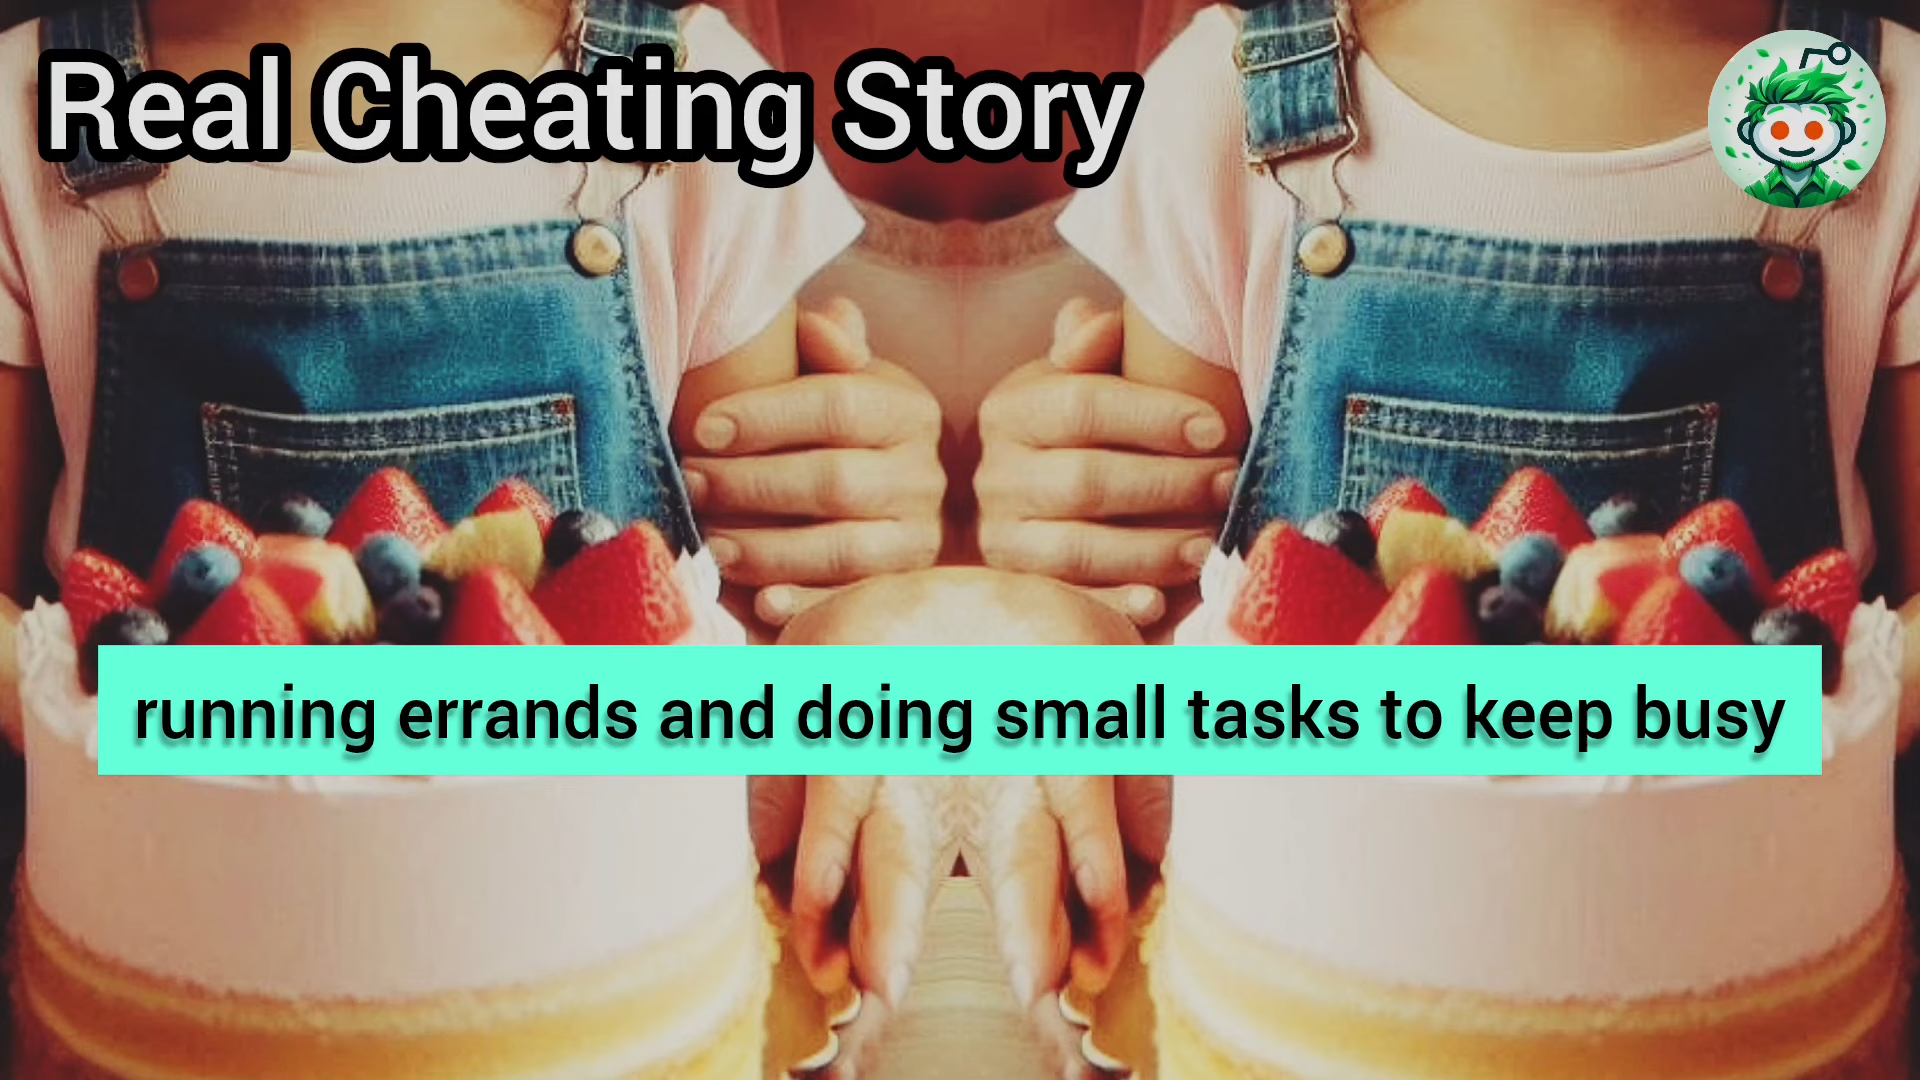 Real Cheating Story
running errands and doing small tasks to keep busy